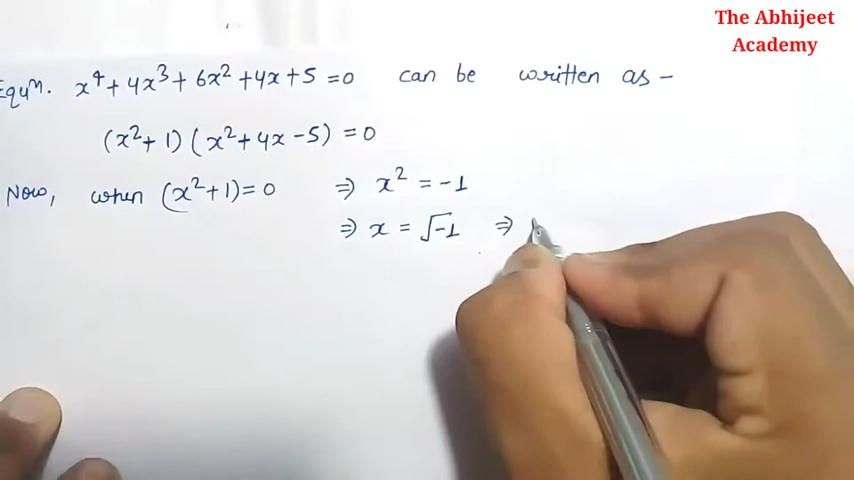 The Abhijeet
Academy
Equⁿ. x⁴ + 4x³ + 6x² + 4x + 5 = 0 can be written as -
(x² + 1) (x² + 4x - 5) = 0
Now, when (x² + 1) = 0 ⇒ x² = -1
⇒ x = √-1 ⇒